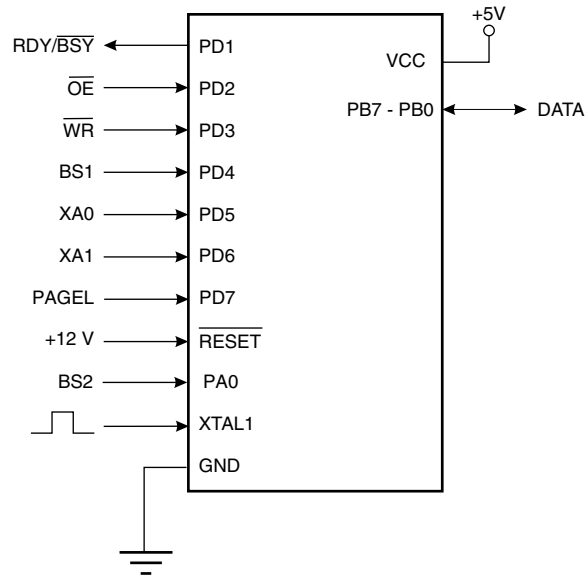 +5V
RDY/BSY PD1
VCC
OE PD2
PB7 - PB0 DATA
WR PD3
BS1 PD4
XA0 PD5
XA1 PD6
PAGEL PD7
+12 V RESET
BS2 PA0
XTAL1
GND